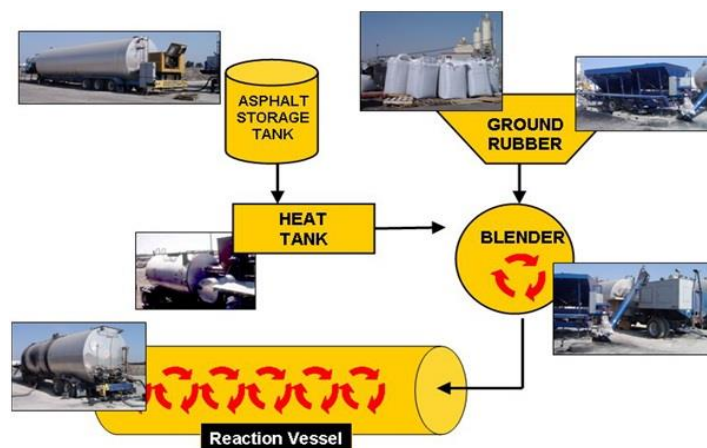 ASPHALT
STORAGE
TANK
GROUND
RUBBER
HEAT
TANK
BLENDER
Reaction Vessel